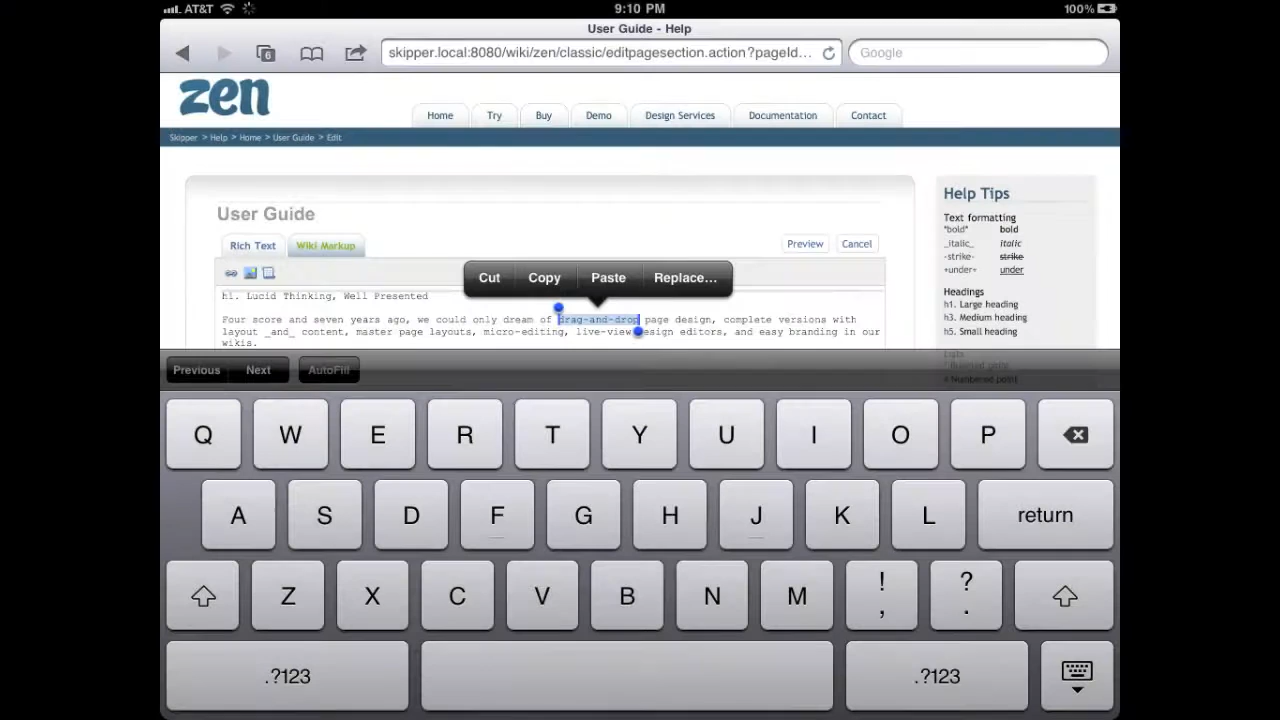 AT&T
9:10 PM
100%
User Guide - Help
6
skipper.local:8080/wiki/zen/classic/editpagesection.action?pageId...
Google
zen
Home Try Buy Demo Design Services Documentation Contact
Skipper > Help > Home > User Guide > Edit
User Guide
Rich Text Wiki Markup
Preview Cancel
Cut Copy Paste Replace...
h1. Lucid Thinking, Well Presented
Four score and seven years ago, we could only dream of drag-and-drop page design, complete versions with
layout _and_ content, master page layouts, micro-editing, live-view design editors, and easy branding in our
wikis.
Help Tips
Text formatting
*bold* bold
_italic_ italic
-strike- strike
+under+ under
Headings
h1. Large heading
h3. Medium heading
h5. Small heading
Lists
* Bulleted point
# Numbered point
Previous Next AutoFill
Q W E R T Y U I O P
A S D F G H J K L return
Z X C V B N M ! , ? .
.?123 .?123